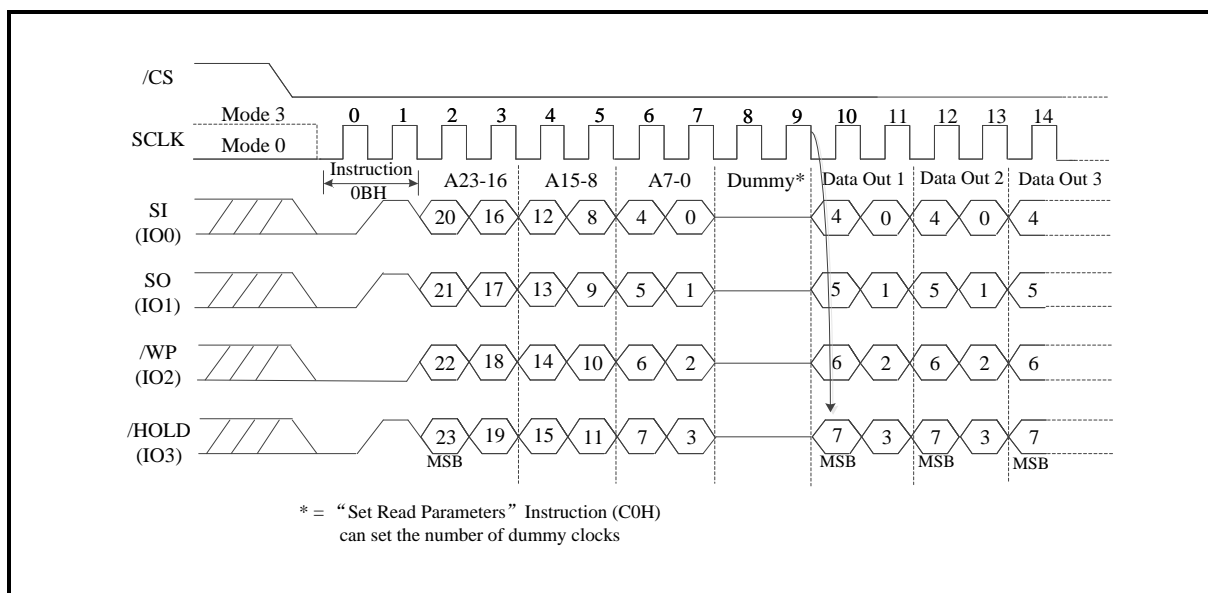 /CS
Mode 3
0 1 2 3 4 5 6 7 8 9 10 11 12 13 14
SCLK
Mode 0
Instruction
0BH
A23-16 A15-8 A7-0 Dummy* Data Out 1 Data Out 2 Data Out 3
SI
(IO0)
20 16 12 8 4 0 4 0 4 0 4
SO
(IO1)
21 17 13 9 5 1 5 1 5 1 5
/WP
(IO2)
22 18 14 10 6 2 6 2 6 2 6
/HOLD
(IO3)
23 19 15 11 7 3 7 3 7 3 7
MSB MSB MSB MSB
* = “Set Read Parameters” Instruction (C0H)
can set the number of dummy clocks